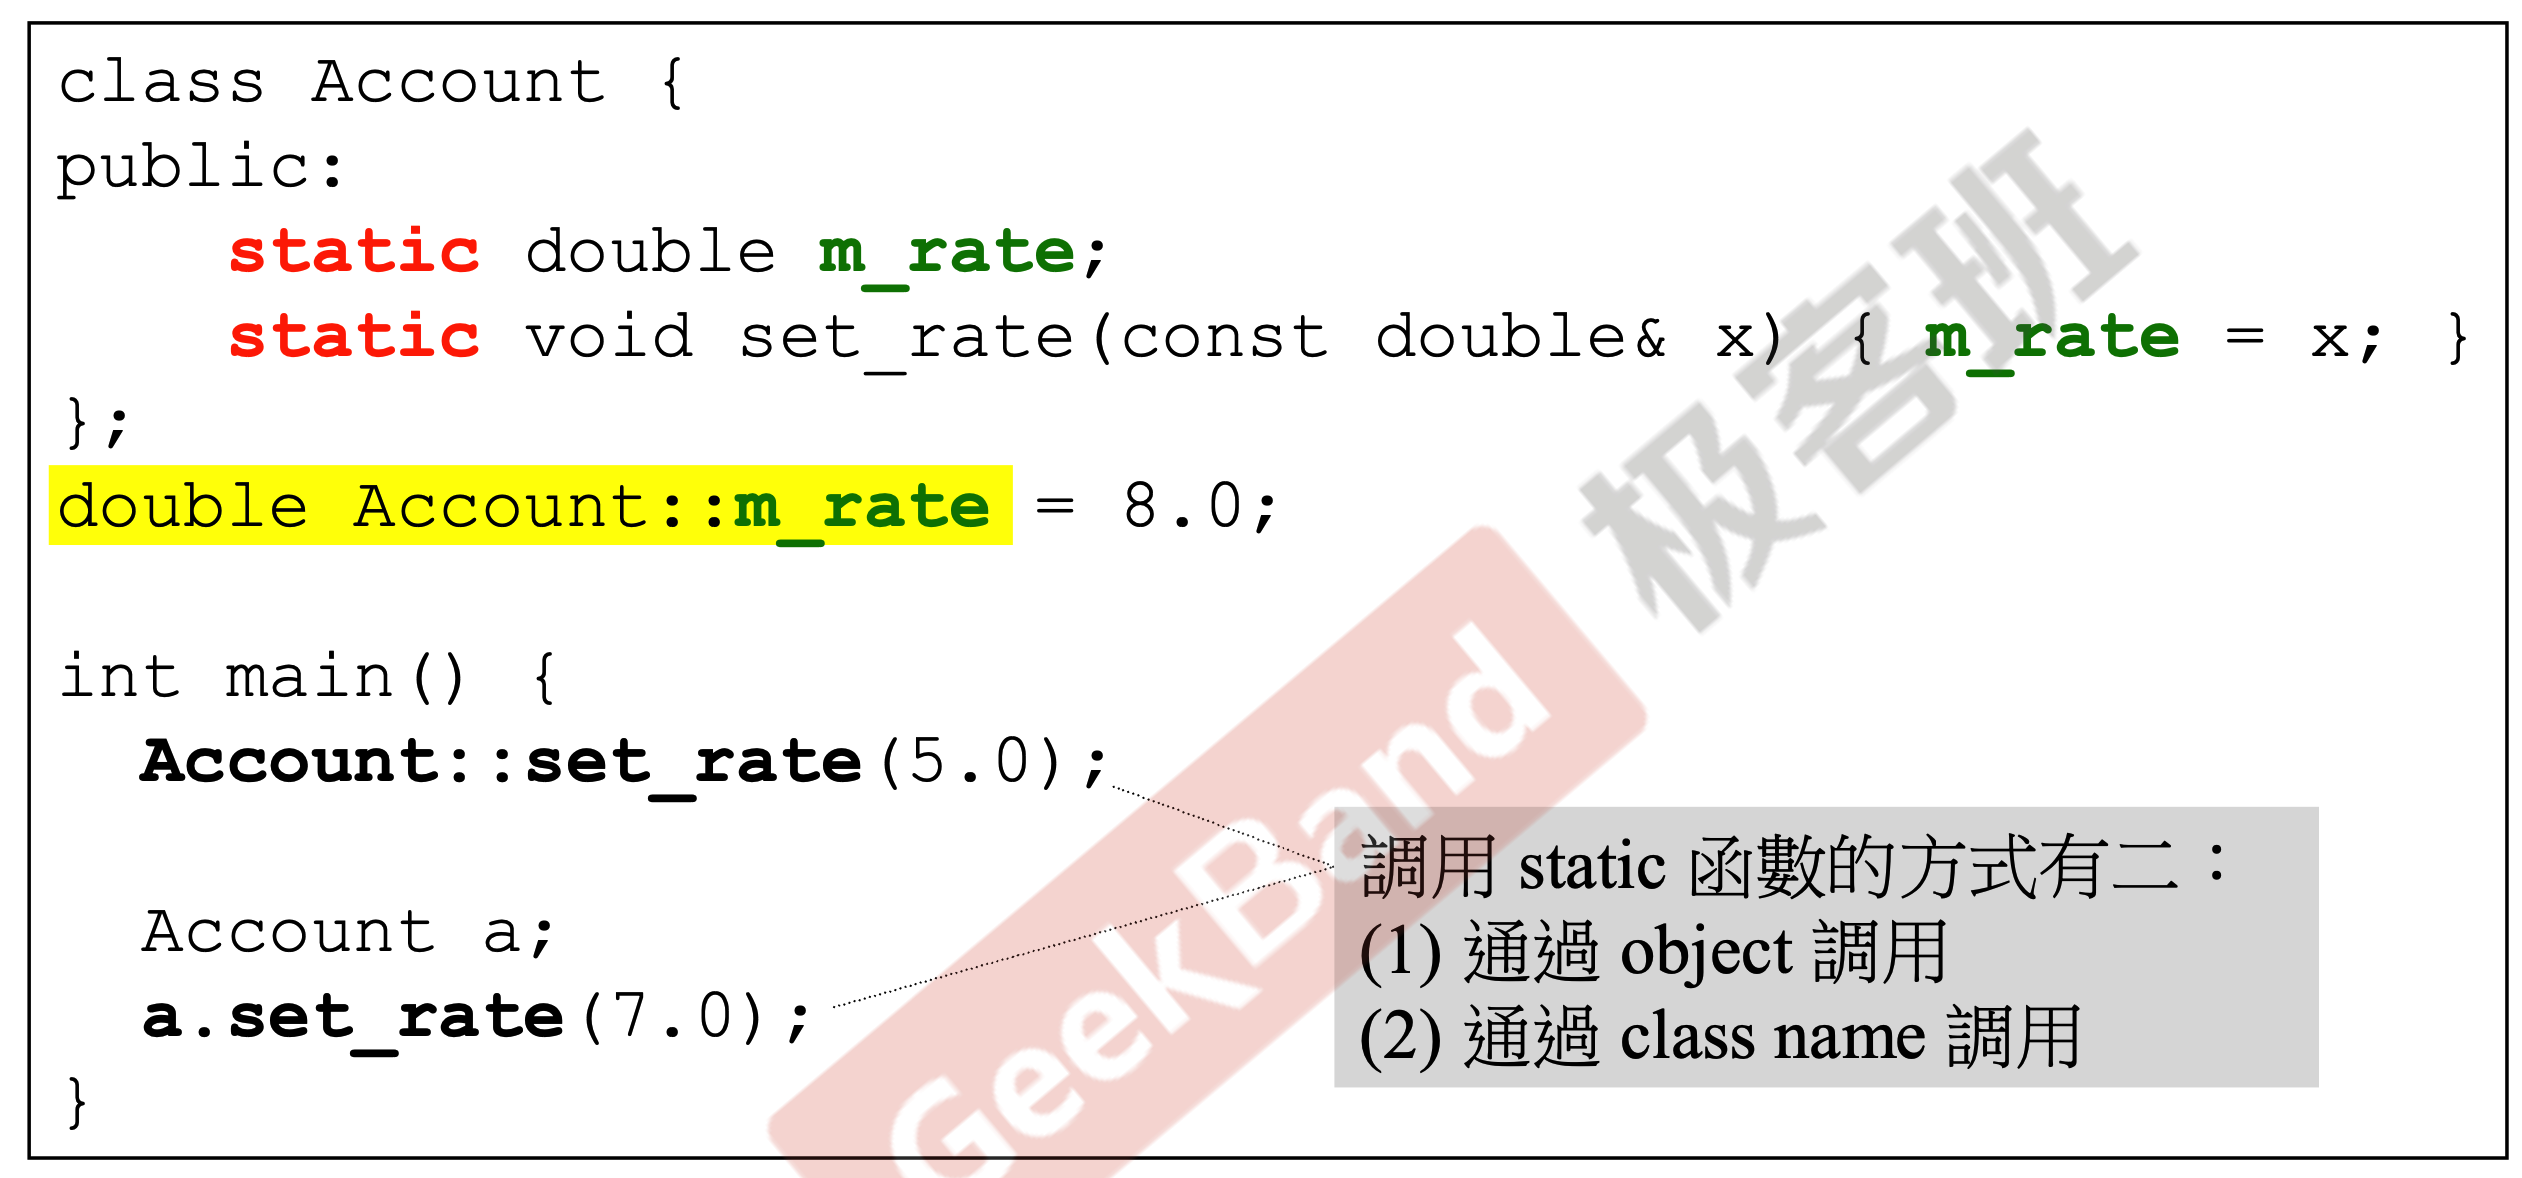 class Account {
public:
    static double m_rate;
    static void set_rate(const double& x) { m_rate = x; }
};
double Account::m_rate = 8.0;
int main() {
  Account::set_rate(5.0);
  Account a;
  a.set_rate(7.0);
}
調用 static 函數的方式有二：
(1) 通過 object 調用
(2) 通過 class name 調用
GeekBand 极客班